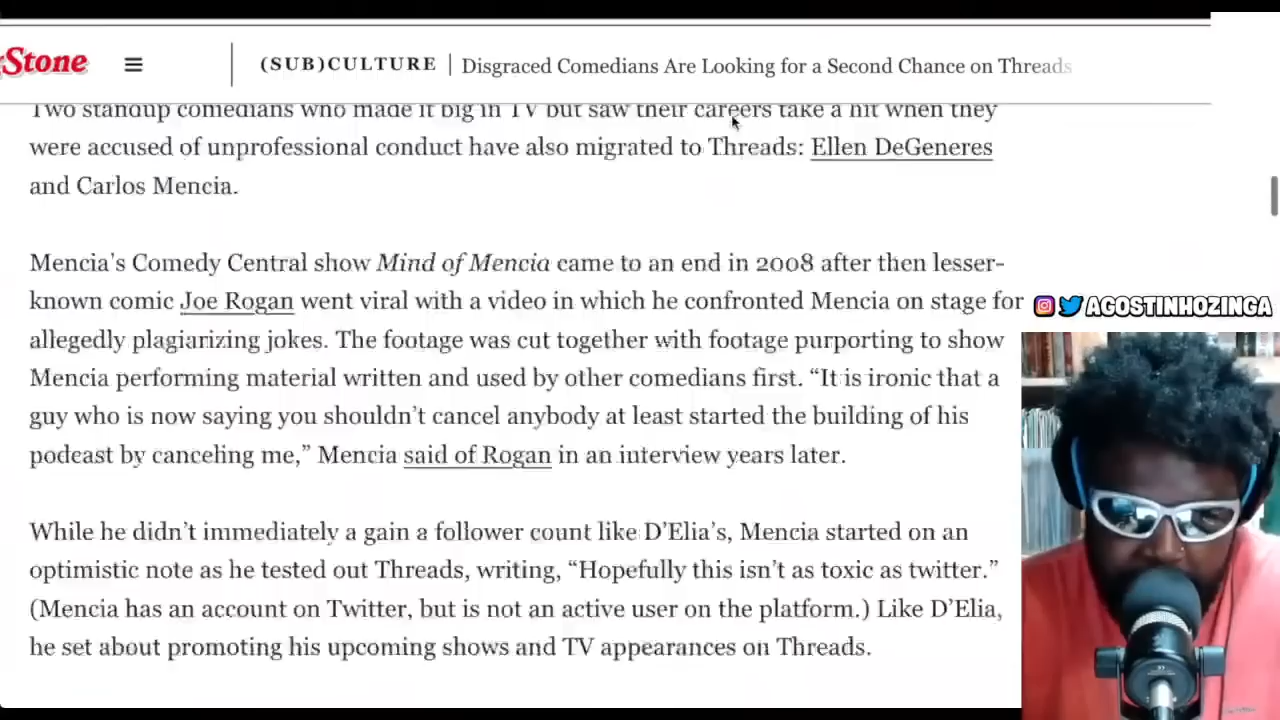 Stone
(SUB)CULTURE | Disgraced Comedians Are Looking for a Second Chance on Threads
Two standup comedians who made it big in TV but saw their careers take a hit when they
were accused of unprofessional conduct have also migrated to Threads: Ellen DeGeneres
and Carlos Mencia.
Mencia's Comedy Central show Mind of Mencia came to an end in 2008 after then lesser-
known comic Joe Rogan went viral with a video in which he confronted Mencia on stage for
allegedly plagiarizing jokes. The footage was cut together with footage purporting to show
Mencia performing material written and used by other comedians first. “It is ironic that a
guy who is now saying you shouldn’t cancel anybody at least started the building of his
podcast by canceling me,” Mencia said of Rogan in an interview years later.
While he didn’t immediately a gain a follower count like D’Elia’s, Mencia started on an
optimistic note as he tested out Threads, writing, “Hopefully this isn’t as toxic as twitter.”
(Mencia has an account on Twitter, but is not an active user on the platform.) Like D’Elia,
he set about promoting his upcoming shows and TV appearances on Threads.
AGOSTINHOZINGA